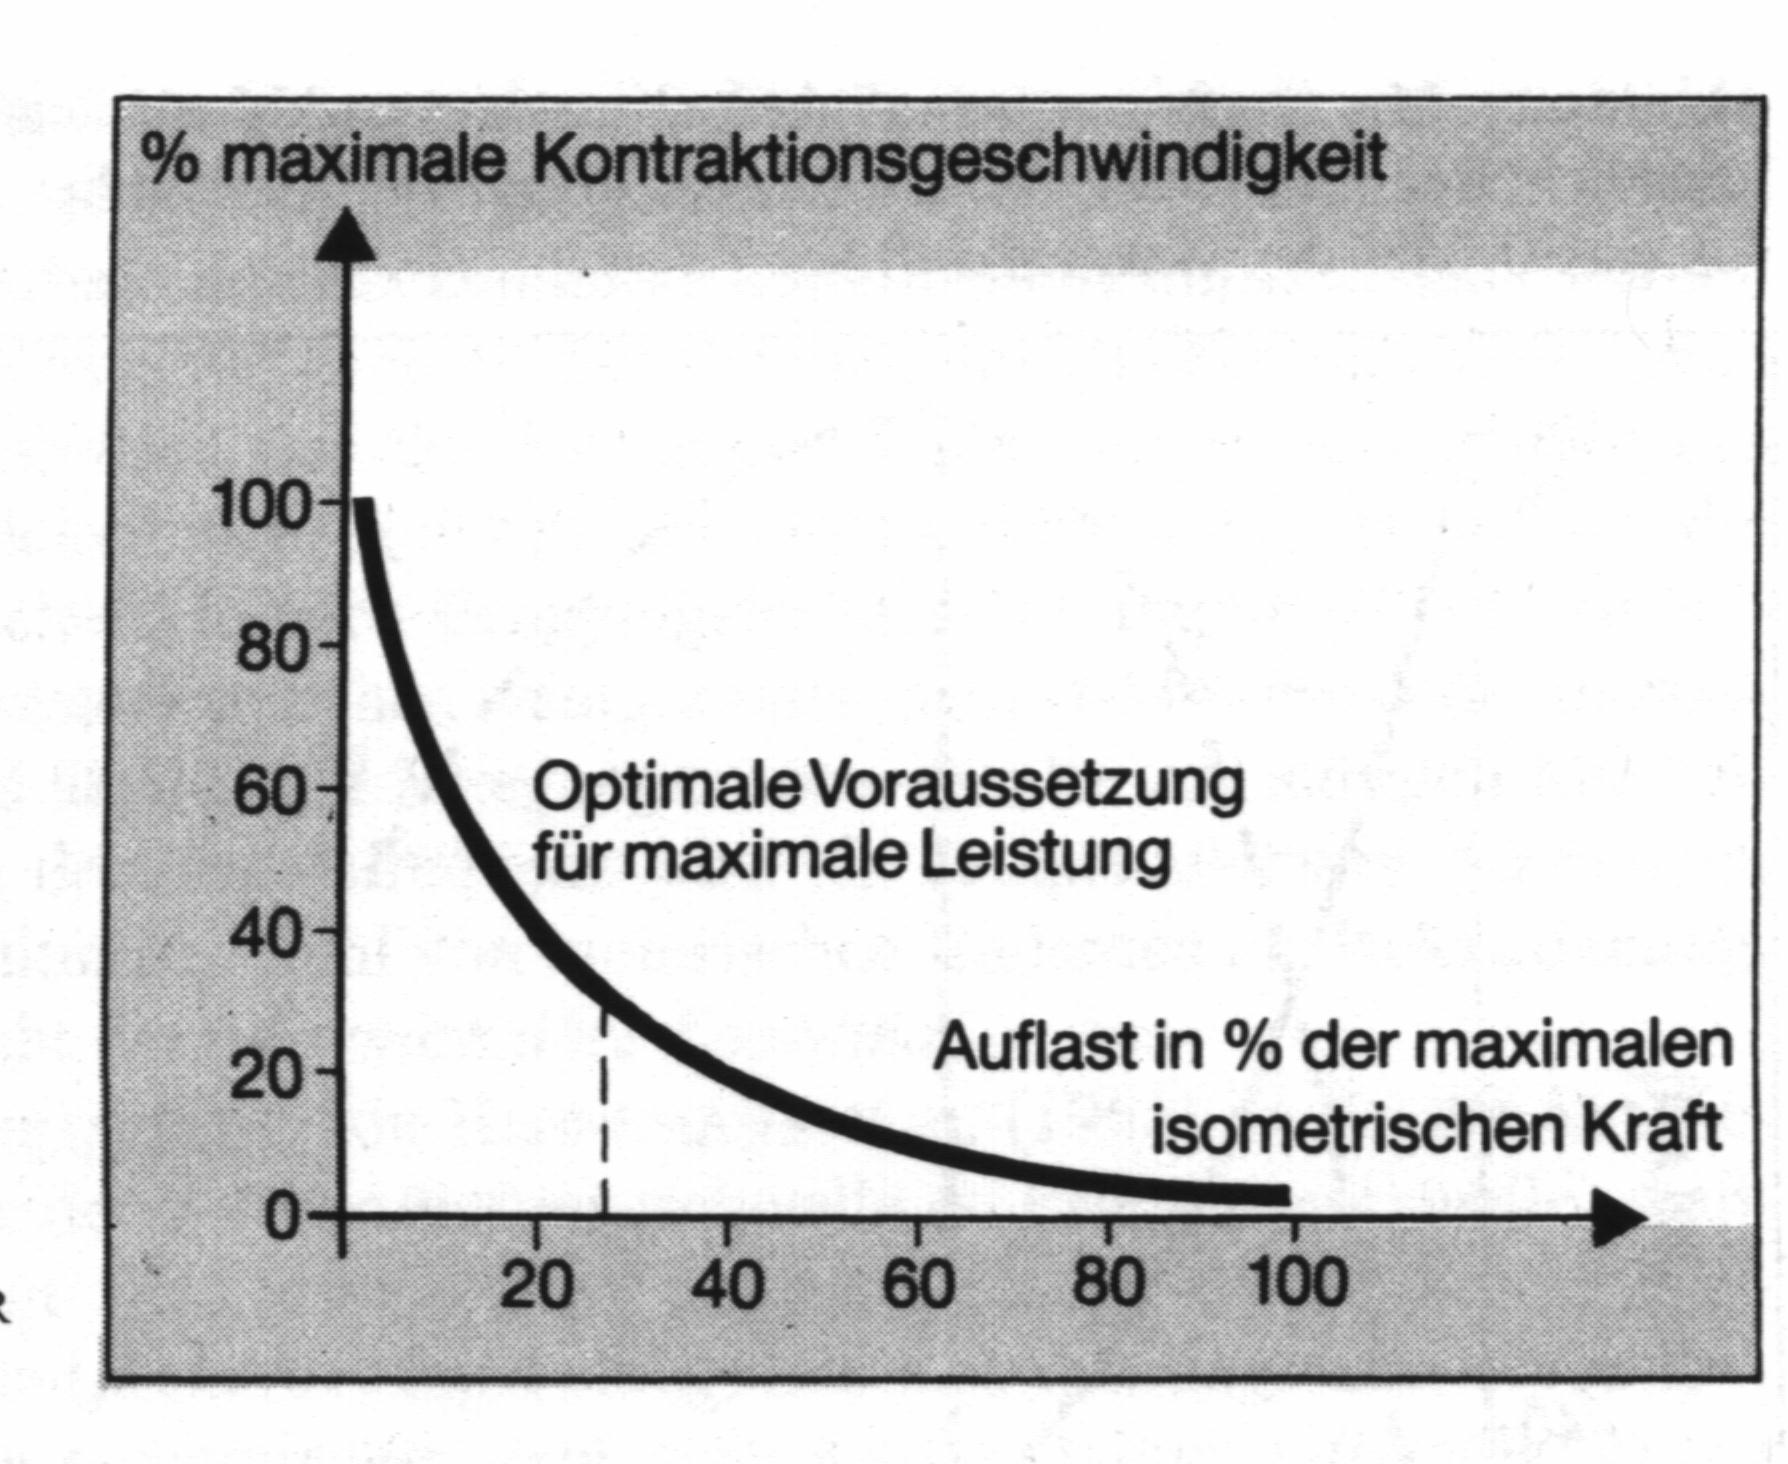 % maximale Kontraktionsgeschwindigkeit
100
80
60
Optimale Voraussetzung
für maximale Leistung
40
Auflast in % der maximalen
20
isometrischen Kraft
0
20 40 60 80 100
R